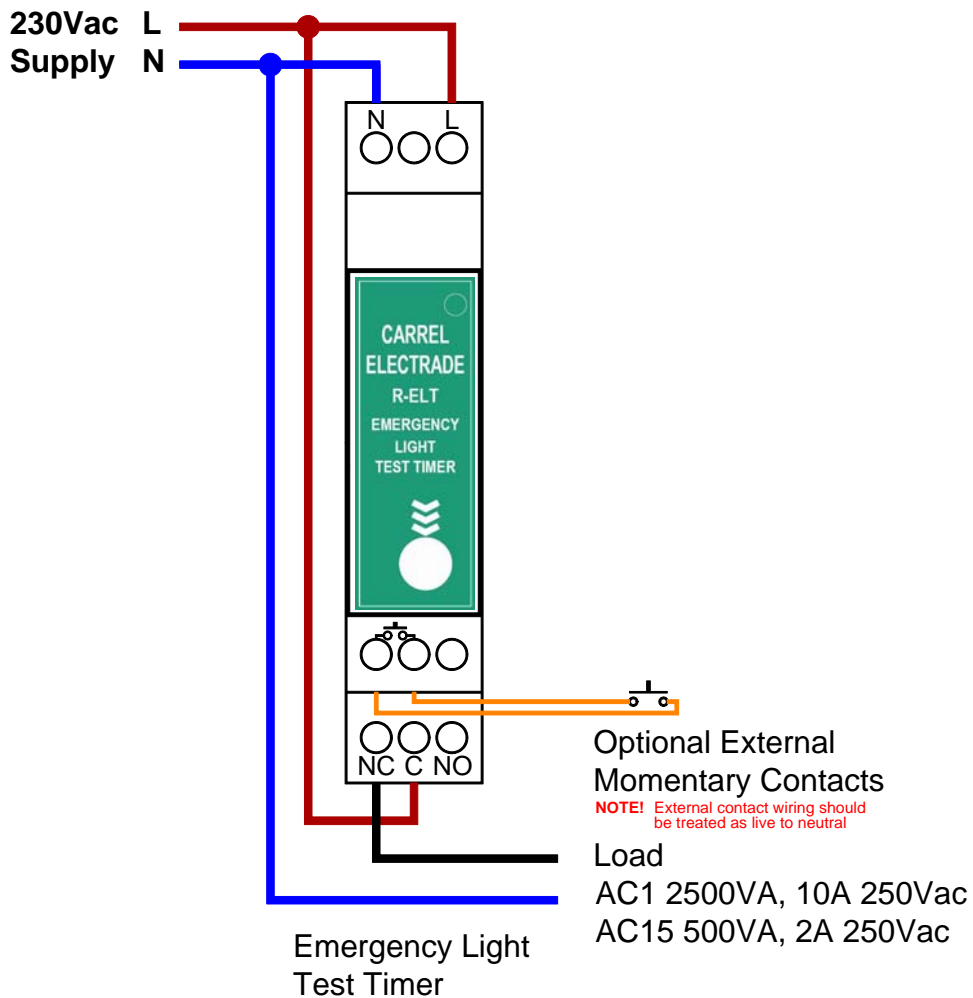 230Vac L
Supply N
N L
CARREL
ELECTRADE
R-ELT
EMERGENCY
LIGHT
TEST TIMER
NC C NO
Optional External
Momentary Contacts
NOTE! External contact wiring should
be treated as live to neutral
Load
AC1 2500VA, 10A 250Vac
AC15 500VA, 2A 250Vac
Emergency Light
Test Timer